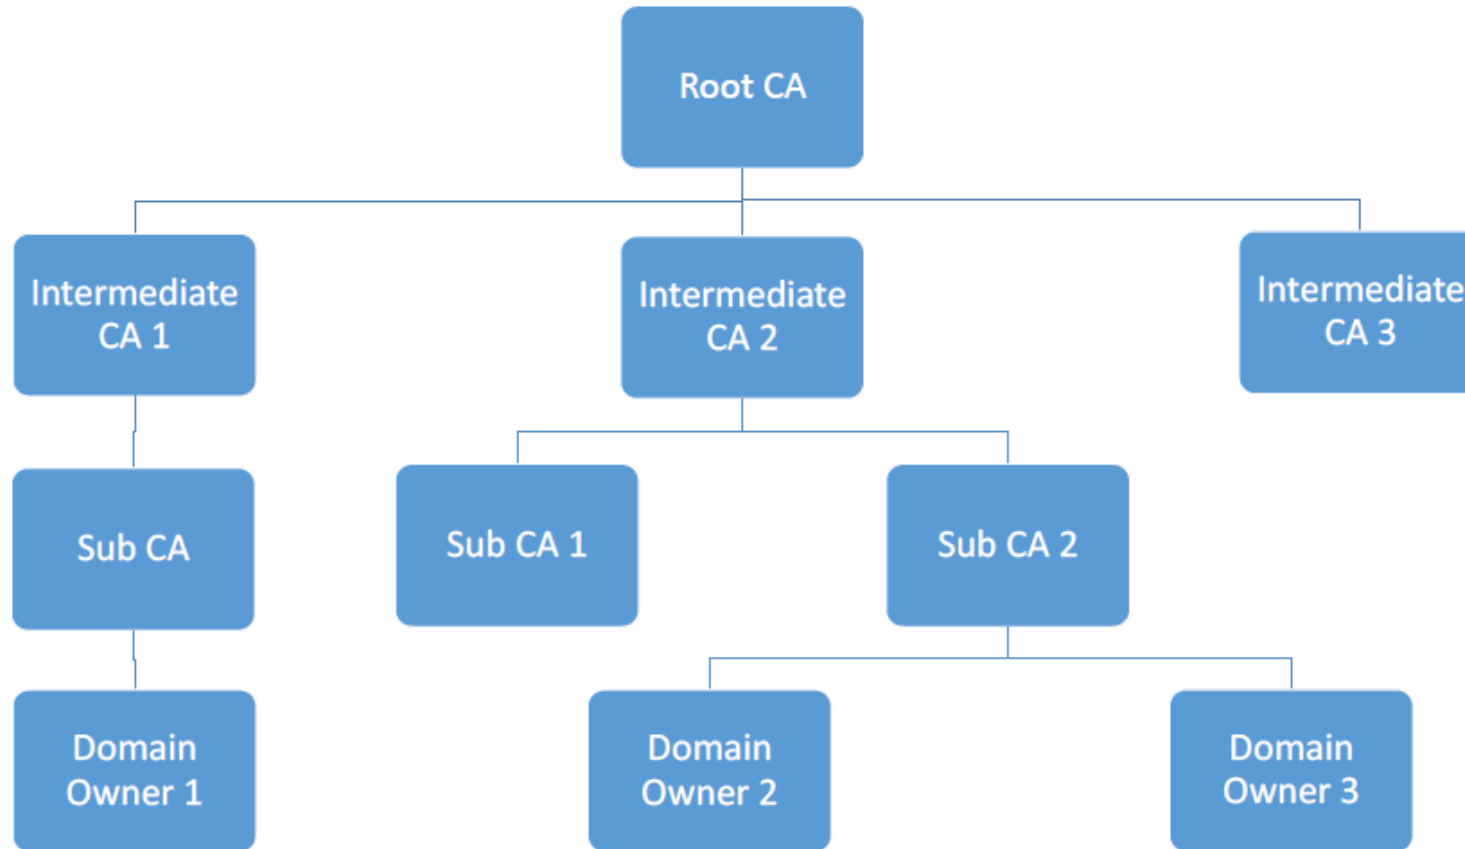 Root CA
Intermediate
CA 1
Intermediate
CA 2
Intermediate
CA 3
Sub CA
Sub CA 1
Sub CA 2
Domain
Owner 1
Domain
Owner 2
Domain
Owner 3